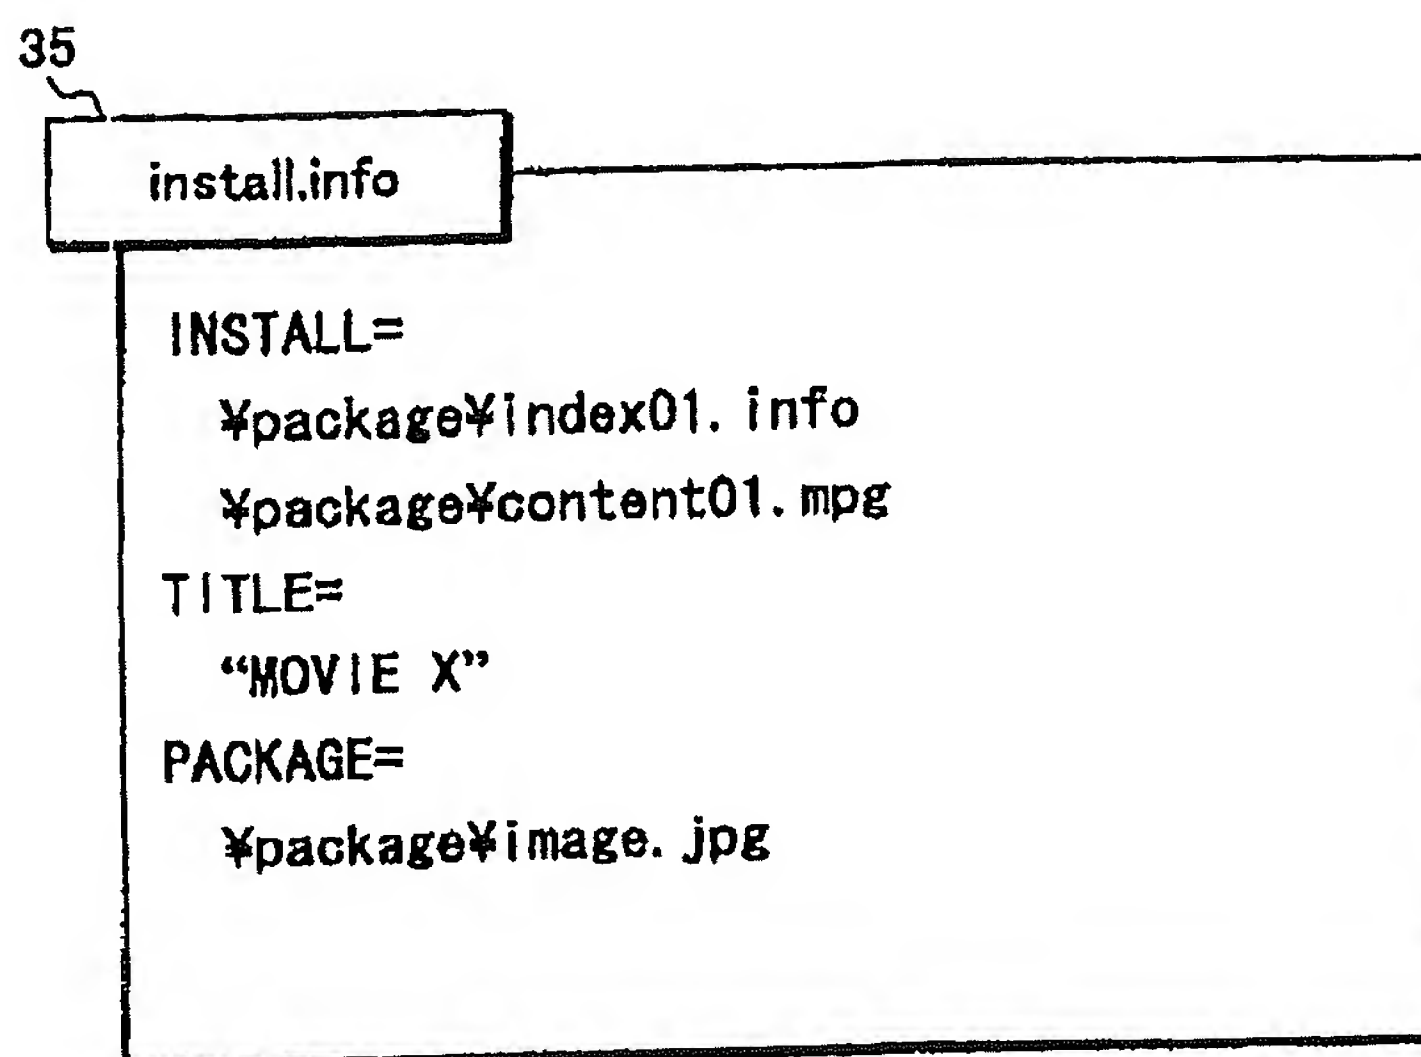 35
install.info
INSTALL=
¥package¥index01.info
¥package¥content01.mpg
TITLE=
“MOVIE X”
PACKAGE=
¥package¥image.jpg